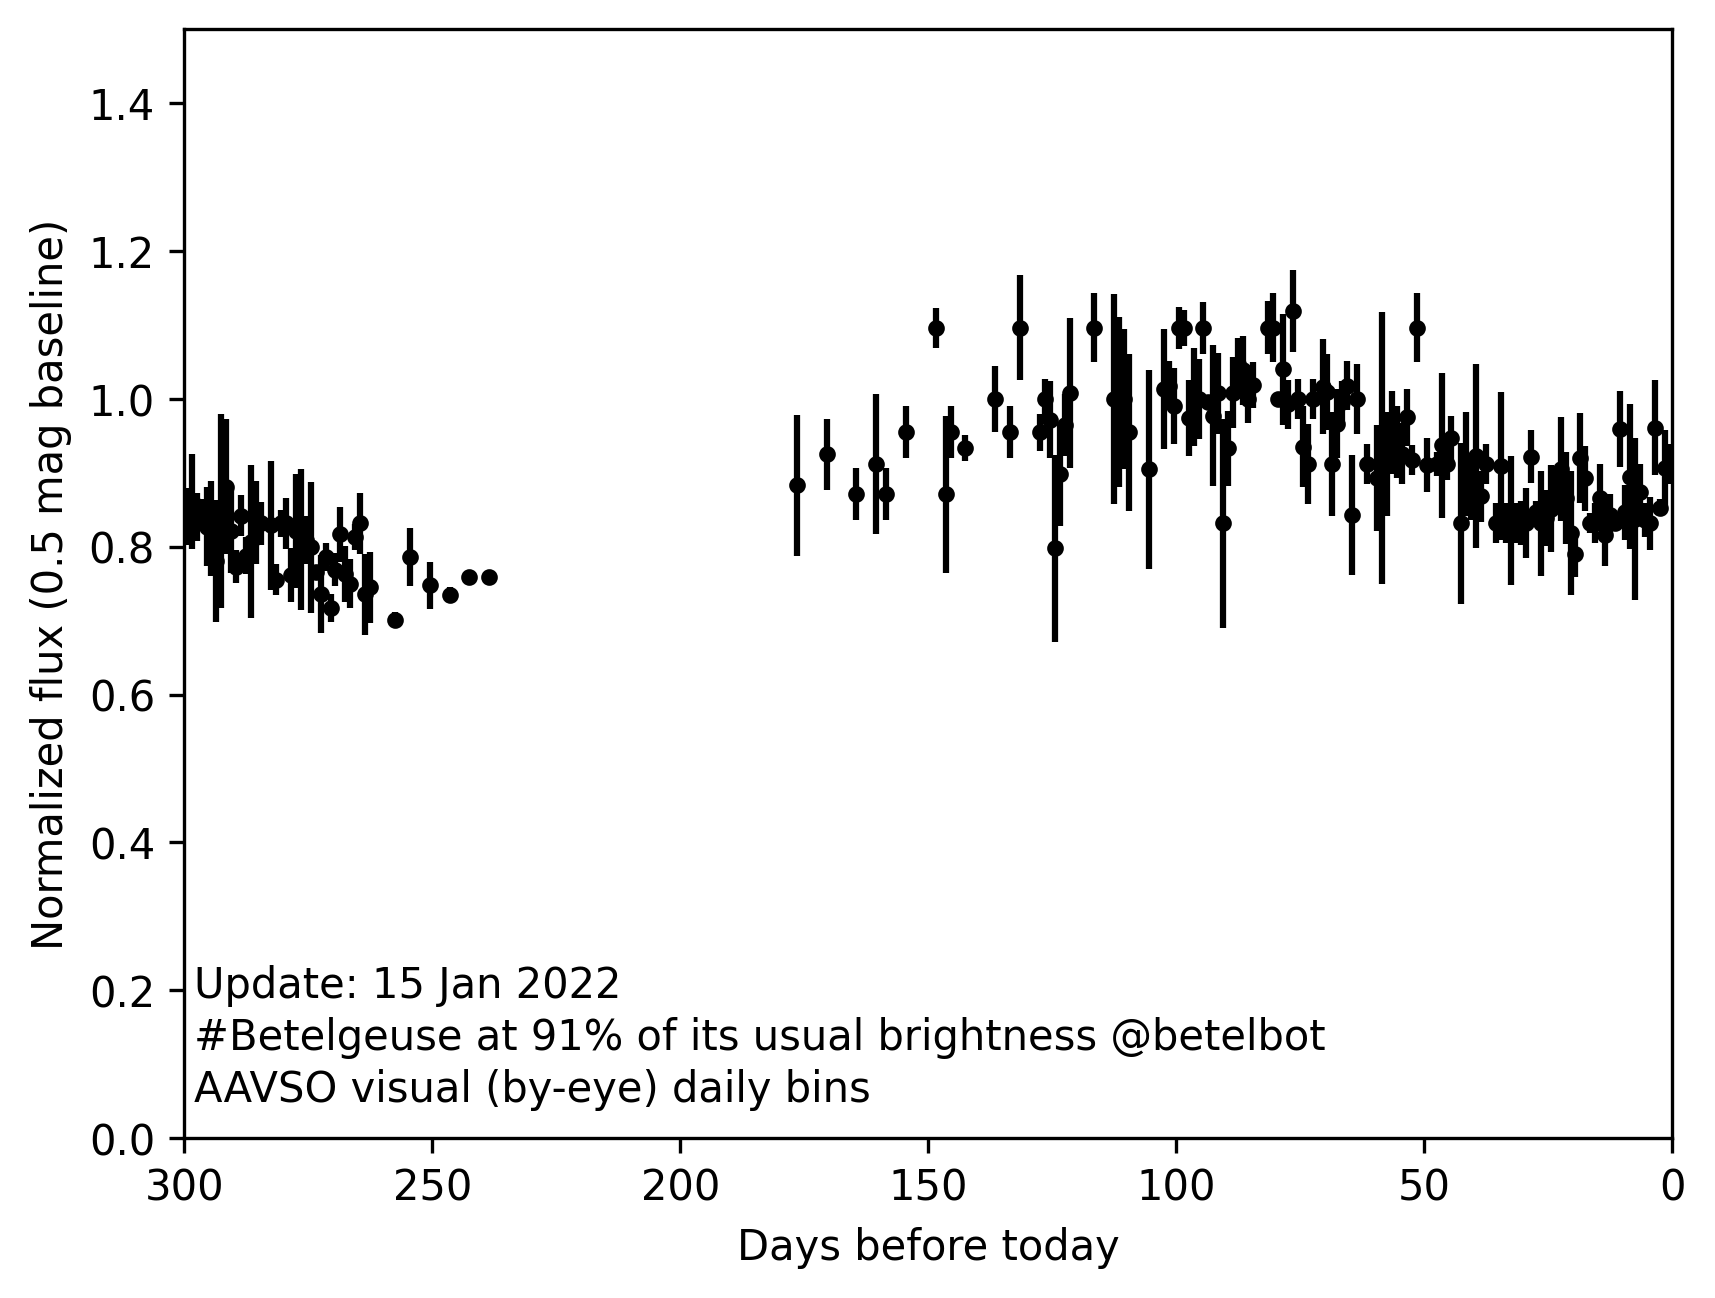 1.4
1.2
1.0
0.8
0.6
0.4
0.2
0.0
Normalized flux (0.5 mag baseline)
Update: 15 Jan 2022
#Betelgeuse at 91% of its usual brightness @betelbot
AAVSO visual (by-eye) daily bins
300 250 200 150 100 50 0
Days before today